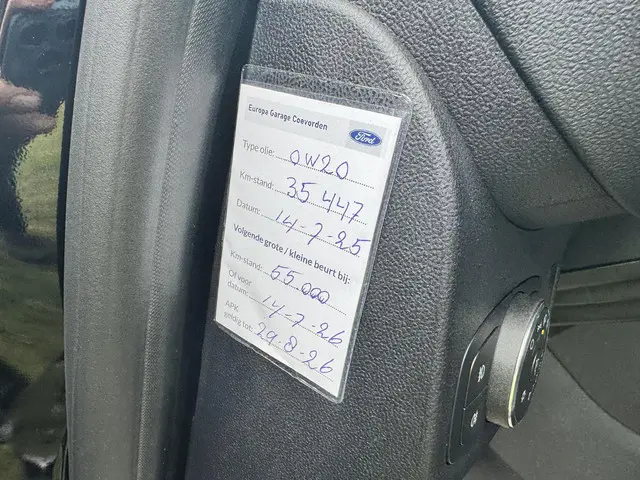 Europa Garage Coevorden
Ford
Type olie: 0W20
Km-stand: 35 447
Datum: 14-7-25
Volgende grote / kleine beurt bij:
Km-stand: 55.000
Of voor
datum: 14-7-26
APK
geldig tot: 29-8-26